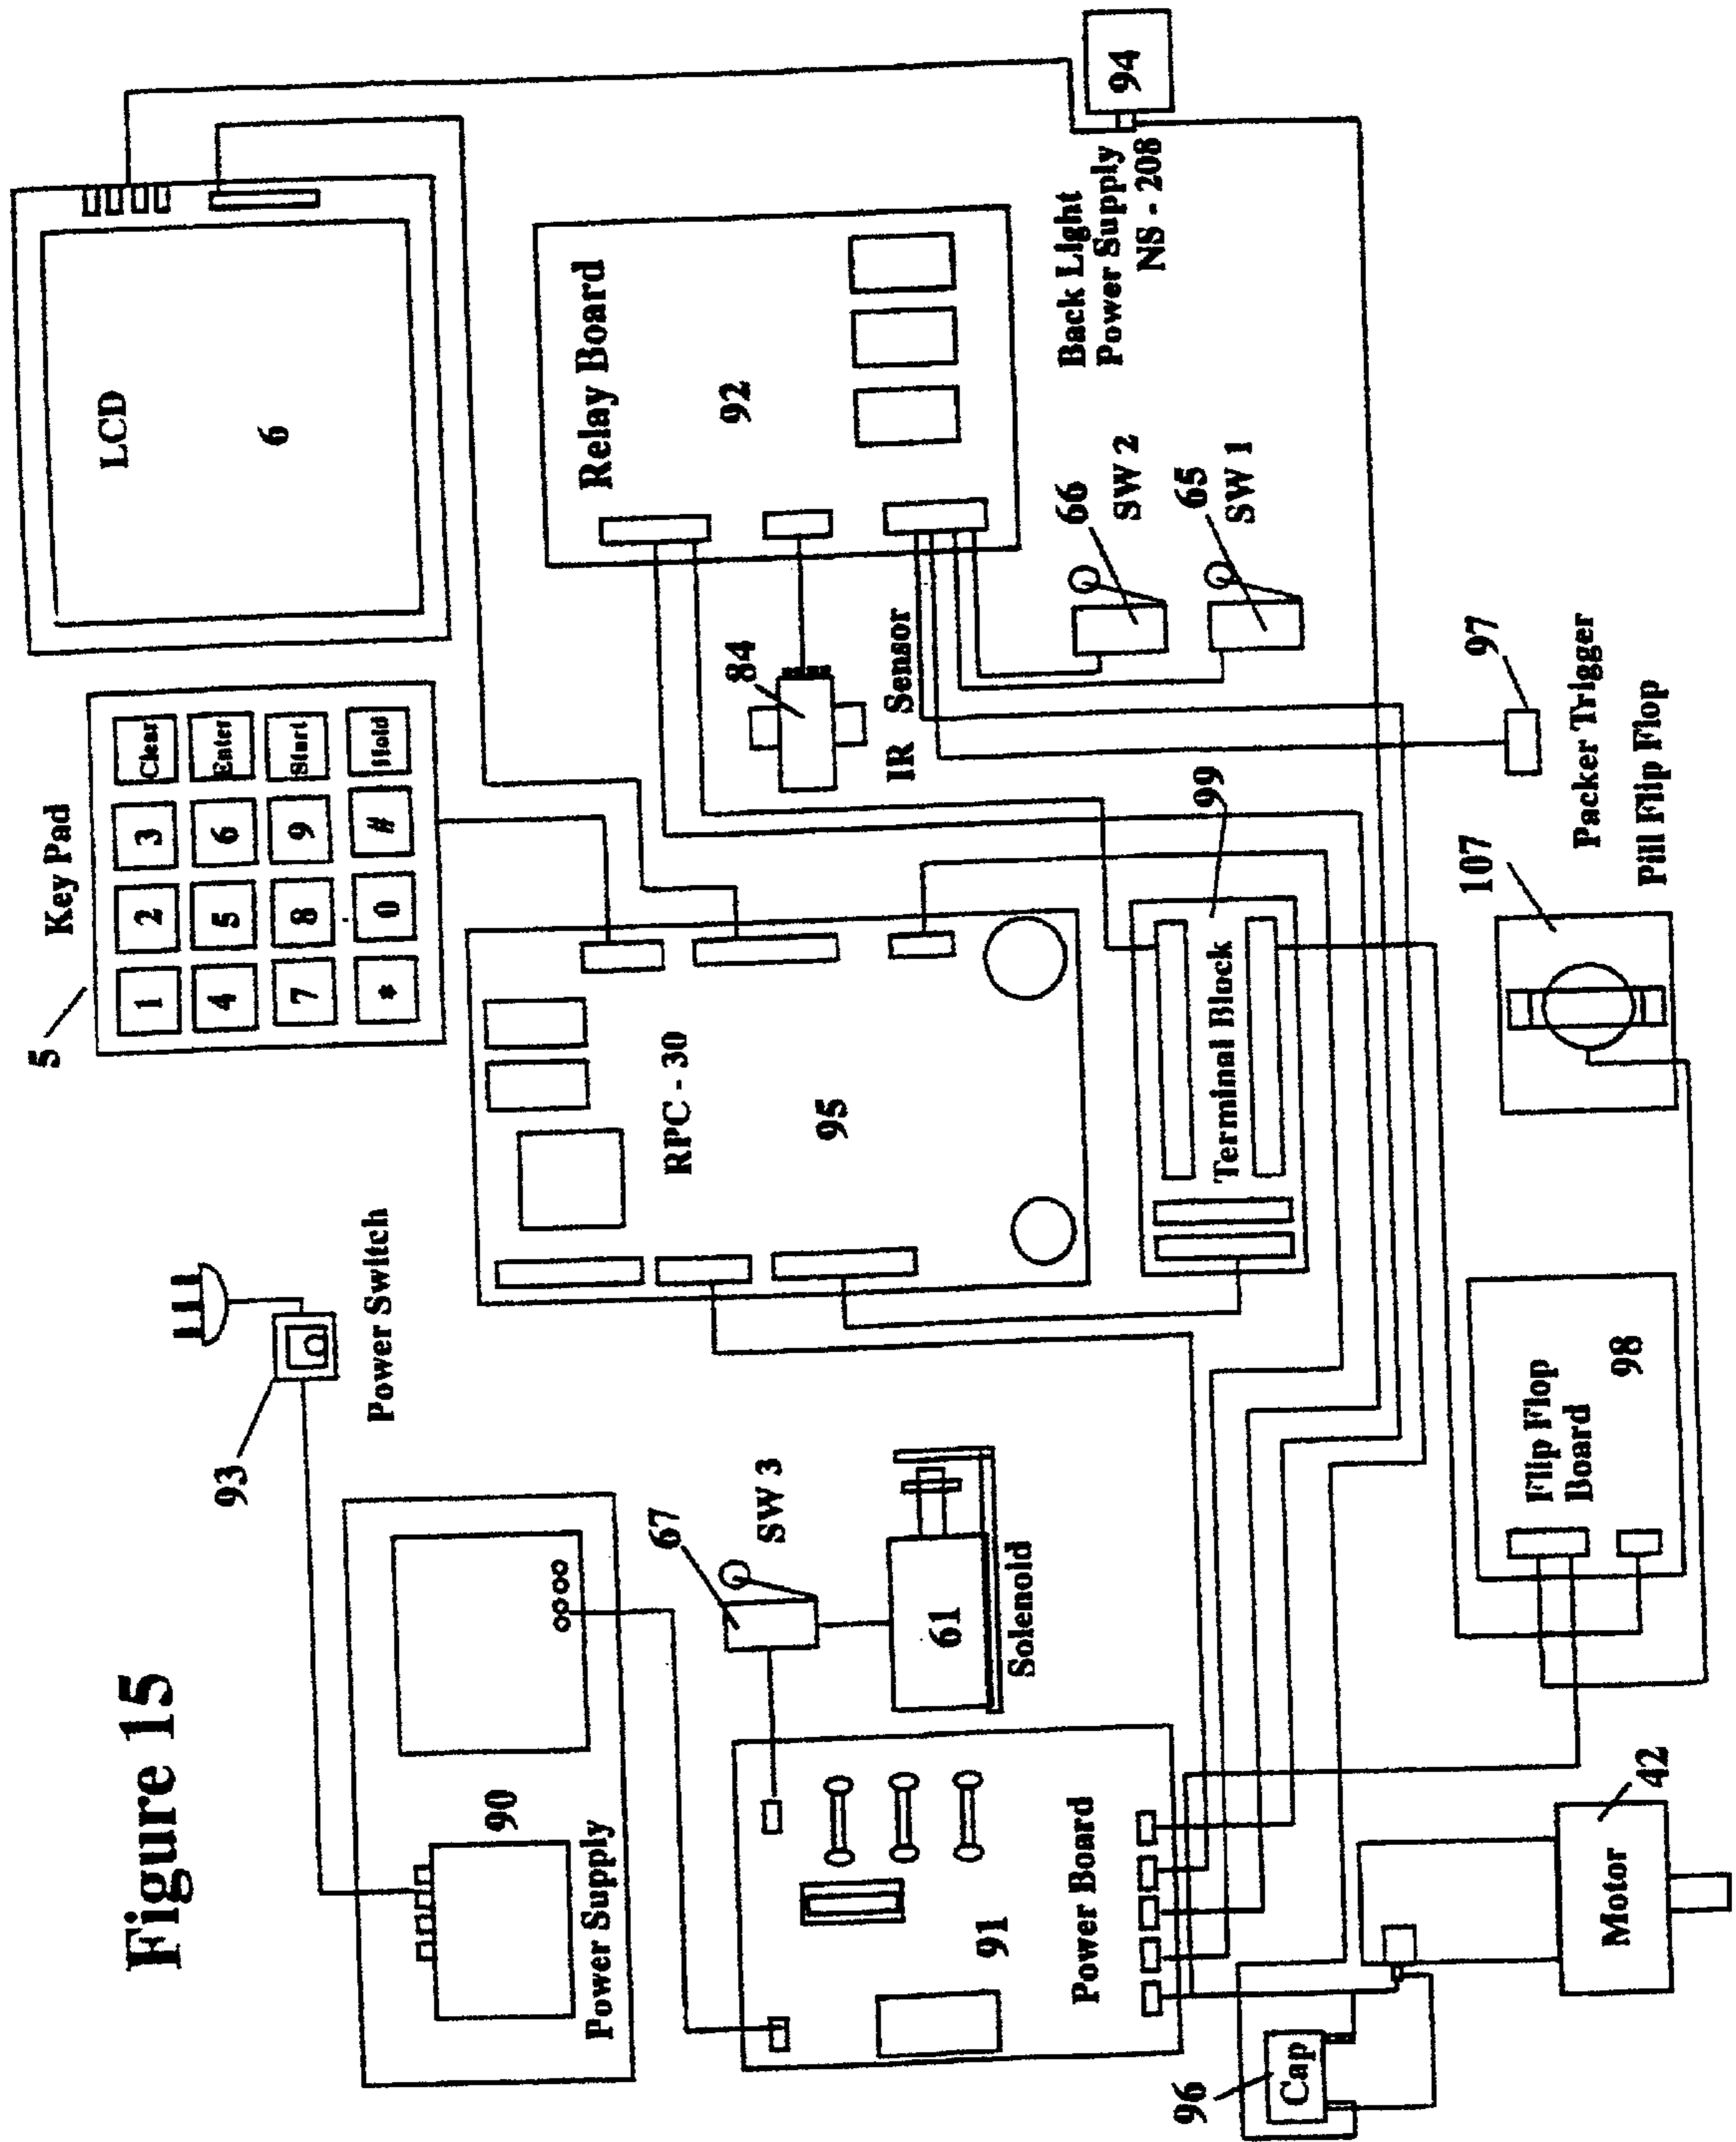 Figure 15
93
Power Switch
5
Key Pad
1
2
3
Clear
4
5
6
Enter
7
8
9
Start
*
0
#
Hold
LCD
6
90
Power Supply
67
SW 3
61
Solenoid
RPC - 30
95
84
IR Sensor
Relay Board
92
66
SW 2
65
SW 1
Back Light
Power Supply
NS - 208
94
91
Power Board
Terminal Block
99
97
Packer Trigger
Pill Flip Flop
107
Flip Flop
Board
98
96
Cap
Motor
42